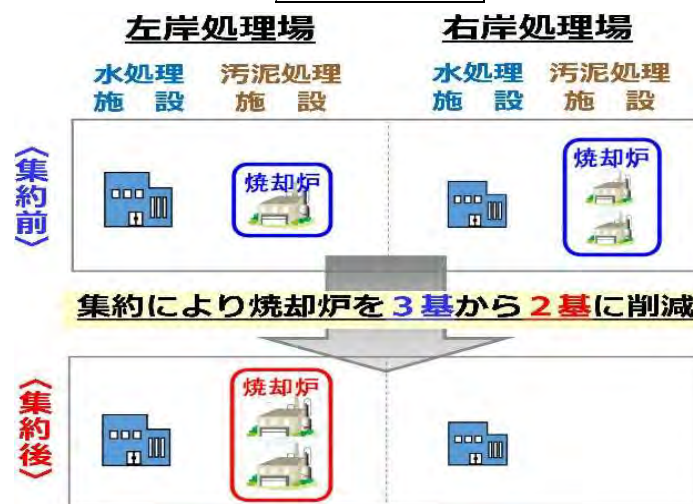 左岸処理場 右岸処理場
水処理 汚泥処理 水処理 汚泥処理
施　設 施　設 施　設 施　設
〈集約前〉
焼却炉
焼却炉
集約により焼却炉を３基から２基に削減
〈集約後〉
焼却炉